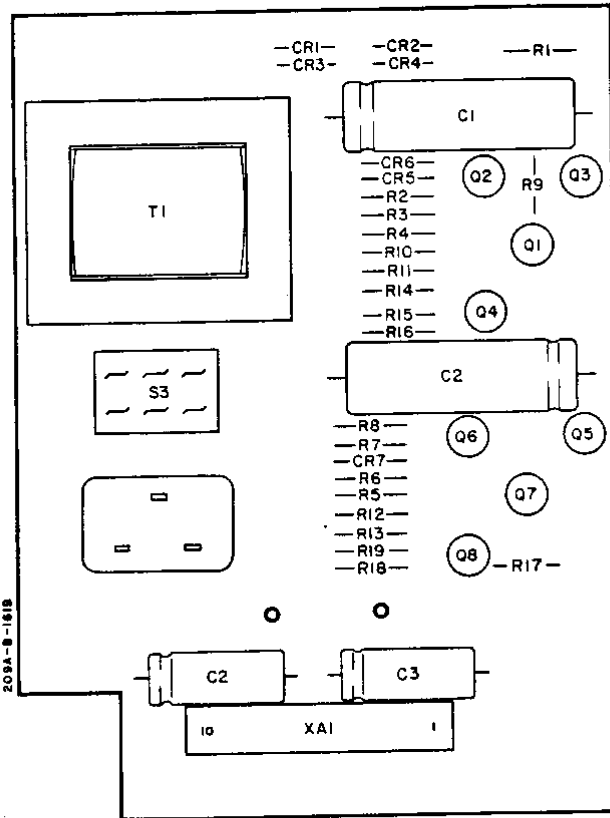 CR1 CR2 R1
CR3 CR4
C1
CR6
CR5 Q2 Q3
R2 R9
R3
T1
R4 Q1
R10
R11
R14
R15 Q4
R16
C2
S3
R8
R7 Q6 Q5
CR7
R6
R5 Q7
R12
R13
R19 Q8
R18 R17
209A-B-161B
C2 C3
10 XA1 1